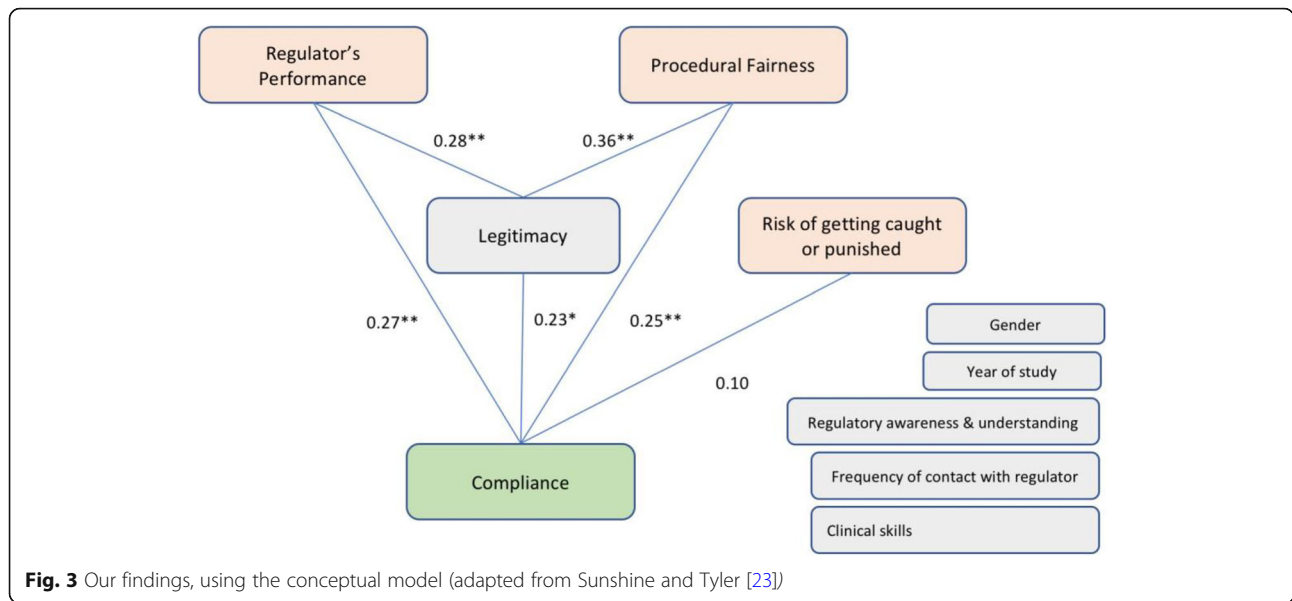 Regulator's
Performance
Procedural Fairness
0.28**
0.36**
Legitimacy
Risk of getting caught
or punished
0.27**
0.23*
0.25**
0.10
Gender
Year of study
Regulatory awareness & understanding
Frequency of contact with regulator
Clinical skills
Compliance
Fig. 3 Our findings, using the conceptual model (adapted from Sunshine and Tyler [23])